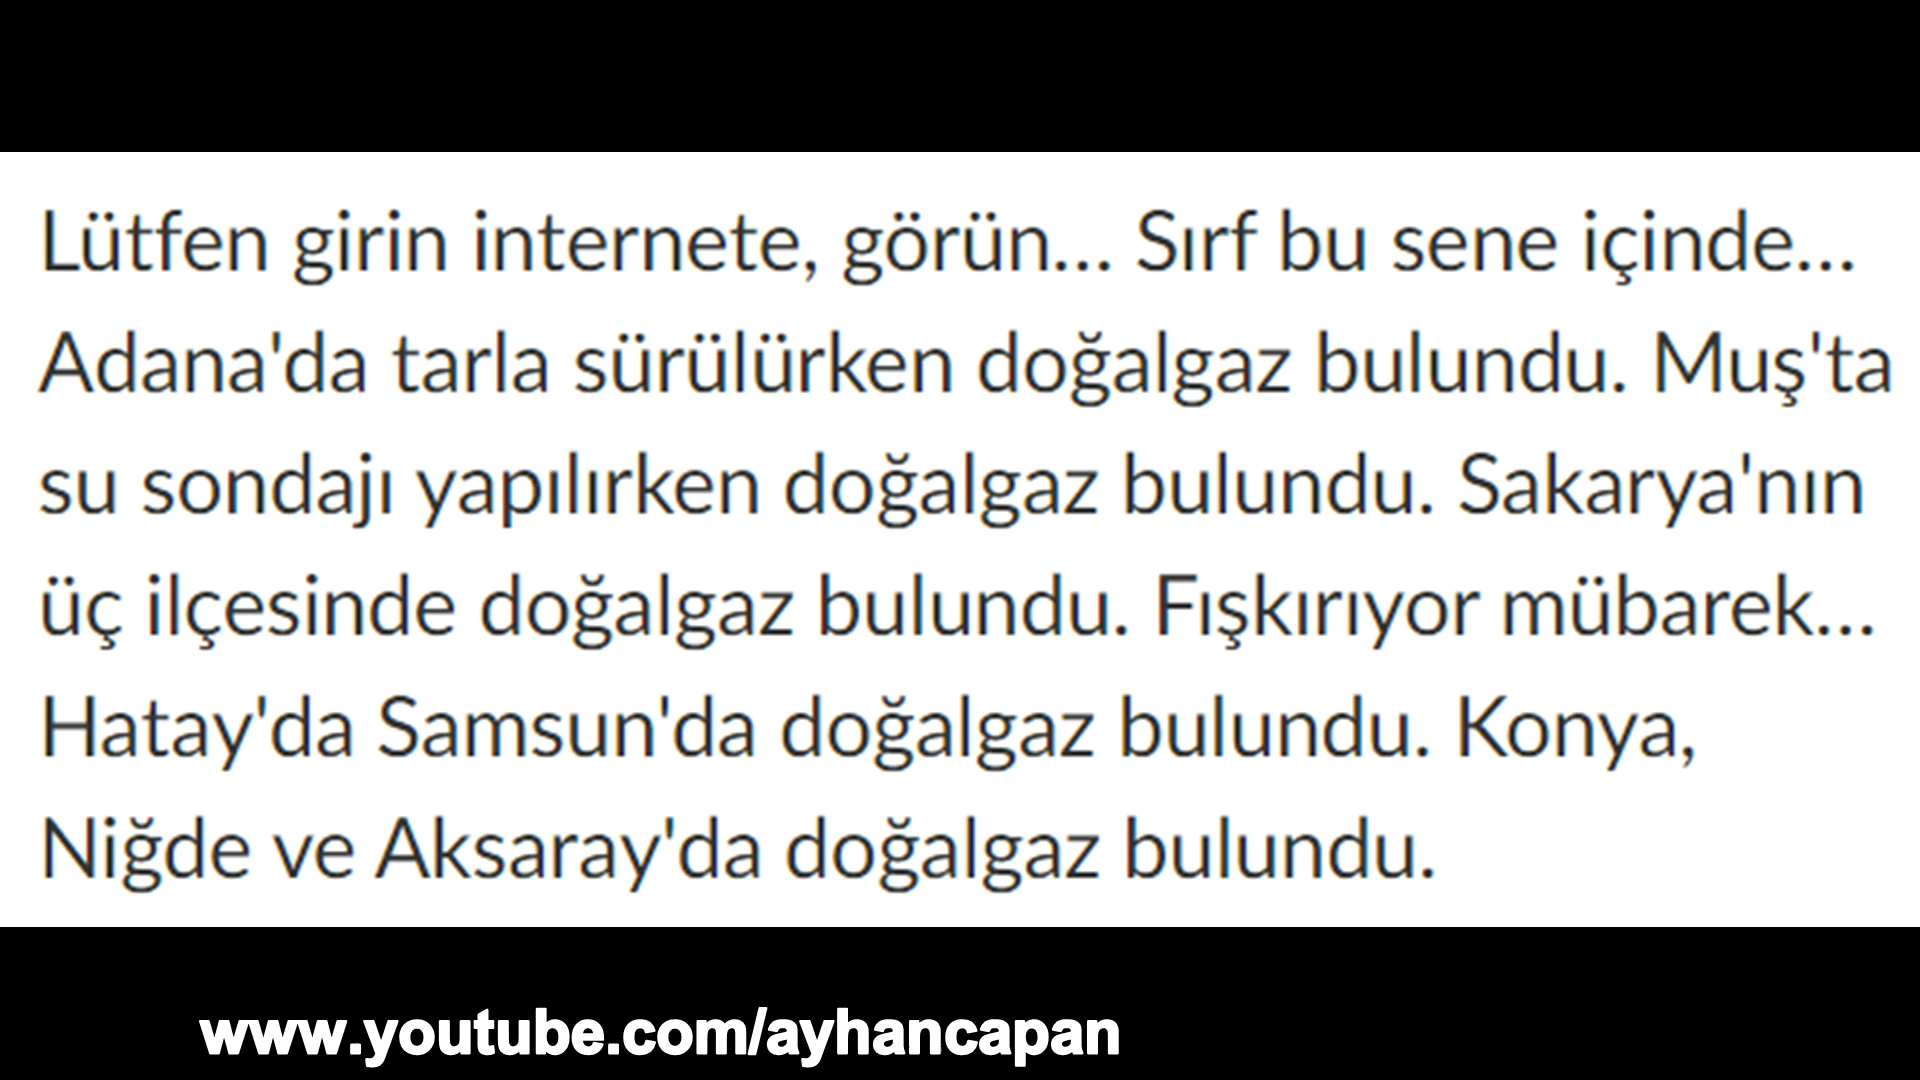 Lütfen girin internete, görün... Sırf bu sene içinde...
Adana'da tarla sürülürken doğalgaz bulundu. Muş'ta
su sondajı yapılırken doğalgaz bulundu. Sakarya'nın
üç ilçesinde doğalgaz bulundu. Fışkırıyor mübarek...
Hatay'da Samsun'da doğalgaz bulundu. Konya,
Niğde ve Aksaray'da doğalgaz bulundu.
www.youtube.com/ayhancapan